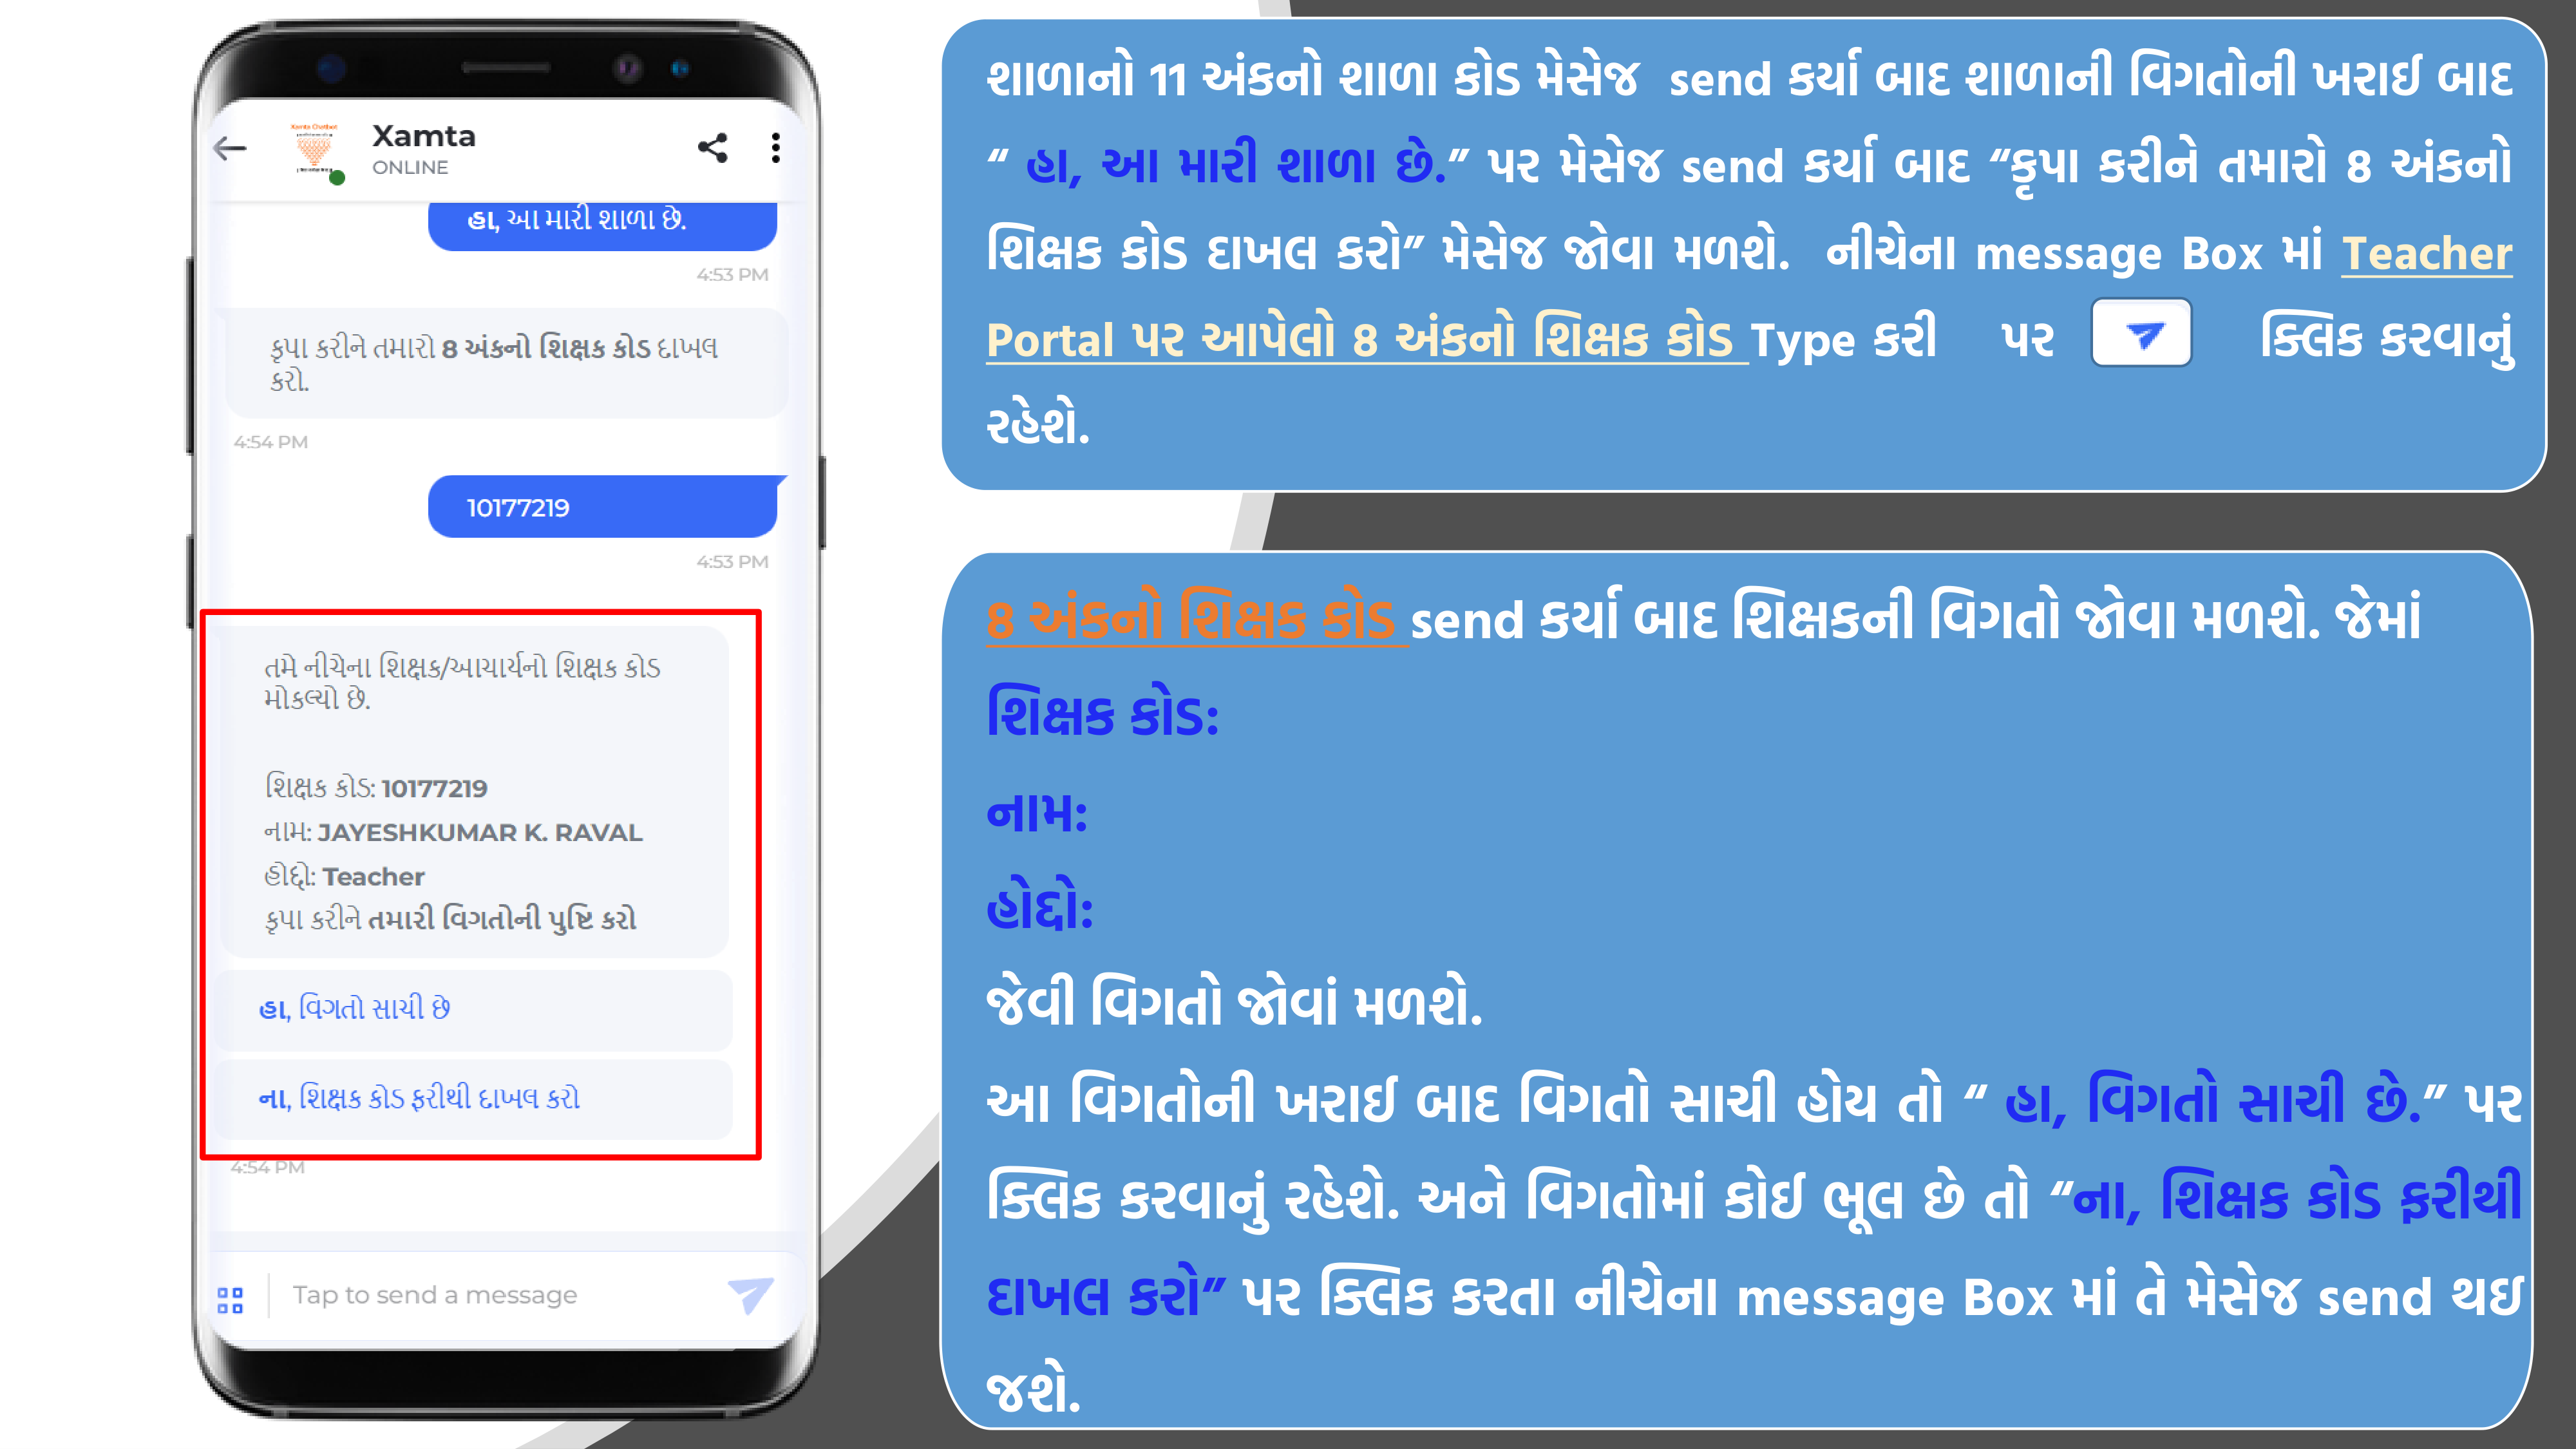 Xamta Chatbot
Xamta
ONLINE
હા, આ મારી શાળા છે.
4:53 PM
કૃપા કરીને તમારો 8 અંકનો શિક્ષક કોડ દાખલ
કરો.
4:54 PM
10177219
4:53 PM
તમે નીચેના શિક્ષક/આચાર્યનો શિક્ષક કોડ
મોકલ્યો છે.
શિક્ષક કોડ: 10177219
નામ: JAYESHKUMAR K. RAVAL
હોદ્દો: Teacher
કૃપા કરીને તમારી વિગતોની પુષ્ટિ કરો
હા, વિગતો સાચી છે
ના, શિક્ષક કોડ ફરીથી દાખલ કરો
4:54 PM
Tap to send a message
શાળાનો 11 અંકનો શાળા કોડ મેસેજ send કર્યા બાદ શાળાની વિગતોની ખરાઈ બાદ
“ હા, આ મારી શાળા છે.” પર મેસેજ send કર્યા બાદ “કૃપા કરીને તમારો 8 અંકનો
શિક્ષક કોડ દાખલ કરો” મેસેજ જોવા મળશે. નીચેના message Box માં Teacher
Portal પર આપેલો 8 અંકનો શિક્ષક કોડ Type કરી પર ક્લિક કરવાનું
રહેશે.
8 અંકનો શિક્ષક કોડ send કર્યા બાદ શિક્ષકની વિગતો જોવા મળશે. જેમાં
શિક્ષક કોડ:
નામ:
હોદ્દો:
જેવી વિગતો જોવાં મળશે.
આ વિગતોની ખરાઈ બાદ વિગતો સાચી હોય તો “ હા, વિગતો સાચી છે.” પર
ક્લિક કરવાનું રહેશે. અને વિગતોમાં કોઈ ભૂલ છે તો “ના, શિક્ષક કોડ ફરીથી
દાખલ કરો” પર ક્લિક કરતા નીચેના message Box માં તે મેસેજ send થઇ
જશે.